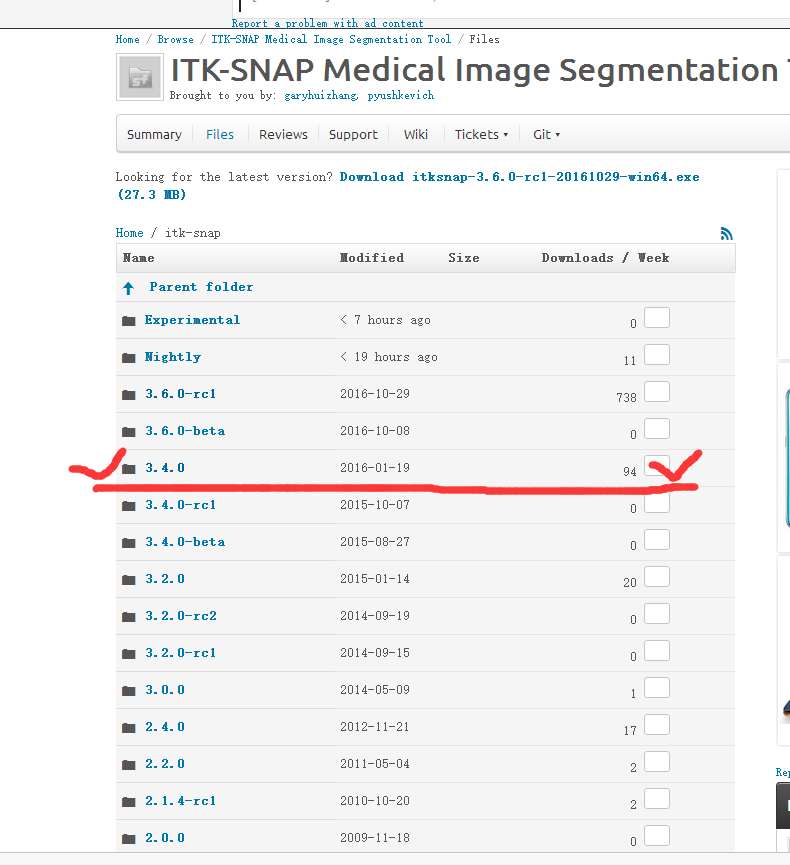 Report a problem with ad content
Home / Browse / ITK-SNAP Medical Image Segmentation Tool / Files
ITK-SNAP Medical Image Segmentation
Brought to you by: garyhuizhang, pyushkevich
Summary Files Reviews Support Wiki Tickets Git
Looking for the latest version? Download itksnap-3.6.0-rc1-20161029-win64.exe
(27.3 MB)
Home / itk-snap
Name Modified Size Downloads / Week
Parent folder
Experimental < 7 hours ago 0
Nightly < 19 hours ago 11
3.6.0-rc1 2016-10-29 738
3.6.0-beta 2016-10-08 0
3.4.0 2016-01-19 94
3.4.0-rc1 2015-10-07 0
3.4.0-beta 2015-08-27 0
3.2.0 2015-01-14 20
3.2.0-rc2 2014-09-19 0
3.2.0-rc1 2014-09-15 0
3.0.0 2014-05-09 1
2.4.0 2012-11-21 17
2.2.0 2011-05-04 2
2.1.4-rc1 2010-10-20 2
2.0.0 2009-11-18 0